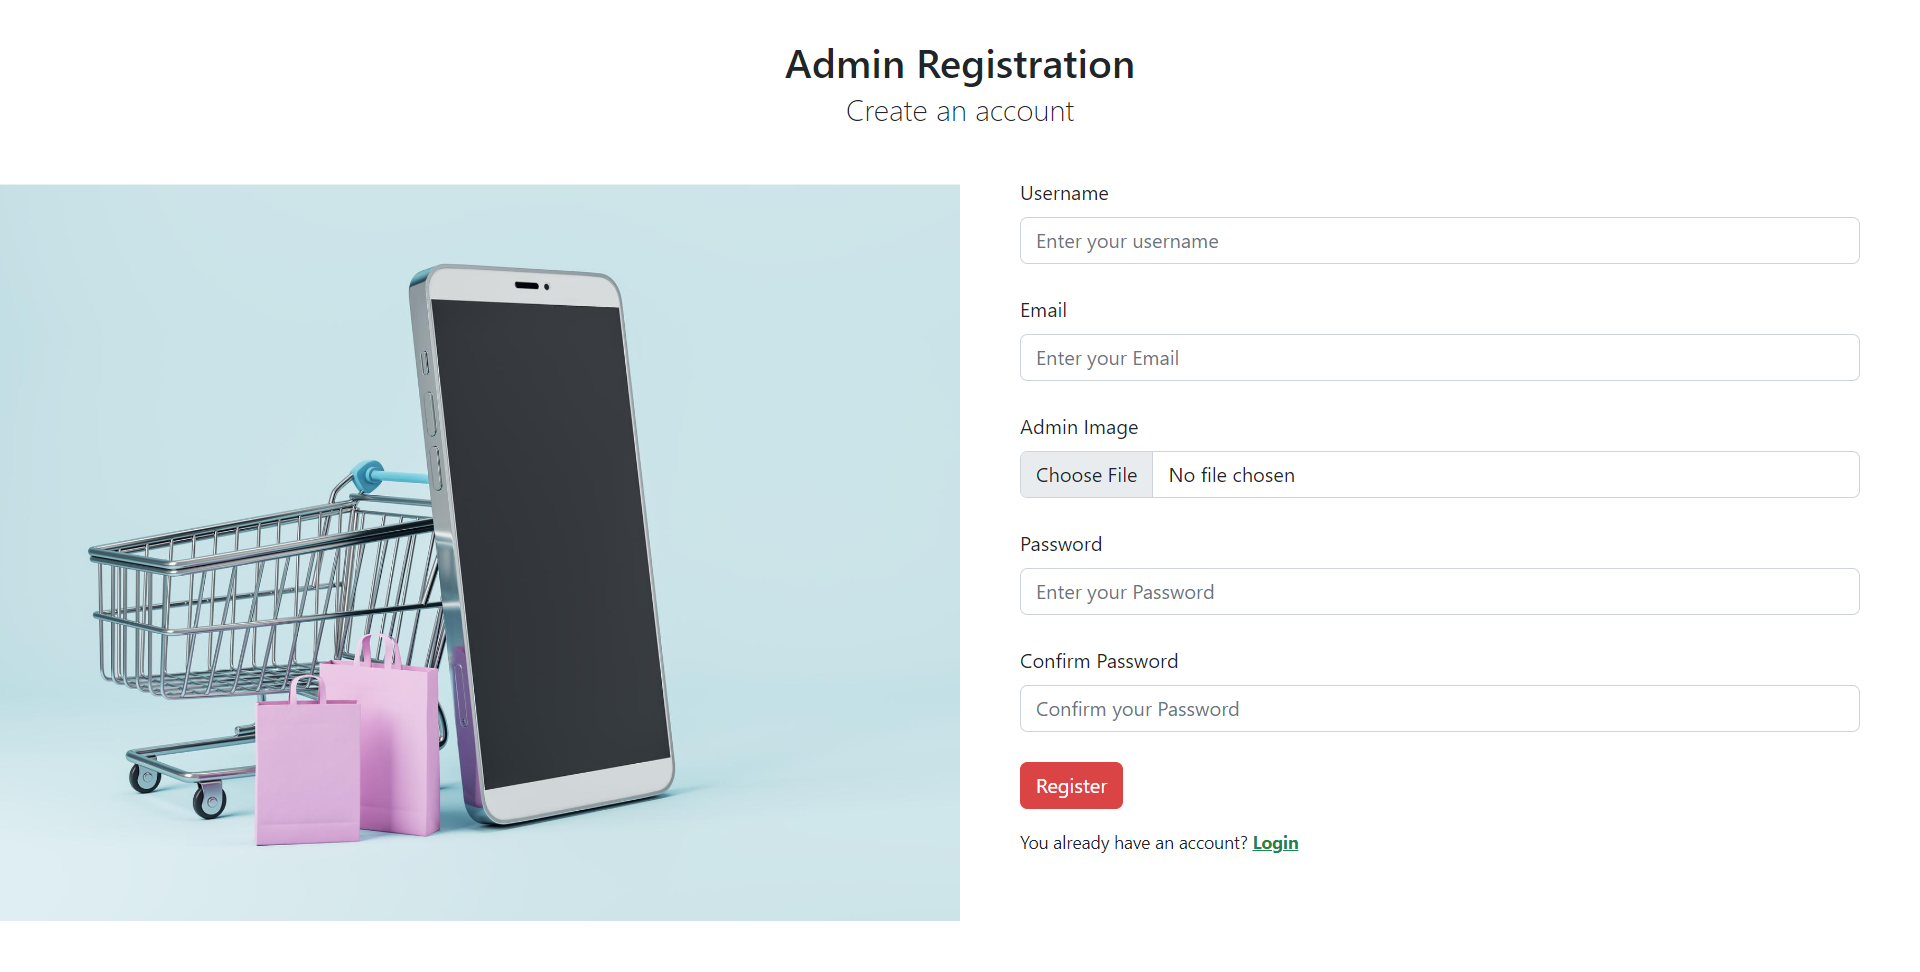 Admin Registration
Create an account
Username
Enter your username
Email
Enter your Email
Admin Image
Choose File No file chosen
Password
Enter your Password
Confirm Password
Confirm your Password
Register
You already have an account? Login